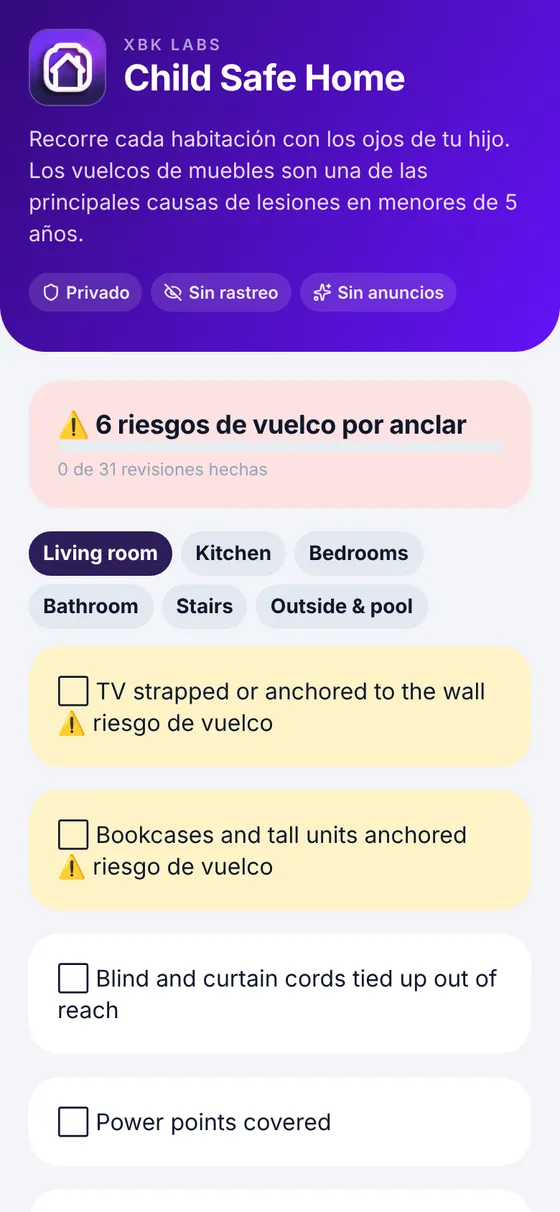 XBK LABS
Child Safe Home
Recorre cada habitación con los ojos de tu hijo.
Los vuelcos de muebles son una de las
principales causas de lesiones en menores de 5
años.
Privado
Sin rastreo
Sin anuncios
⚠️ 6 riesgos de vuelco por anclar
0 de 31 revisiones hechas
Living room
Kitchen
Bedrooms
Bathroom
Stairs
Outside & pool
TV strapped or anchored to the wall
⚠️ riesgo de vuelco
Bookcases and tall units anchored
⚠️ riesgo de vuelco
Blind and curtain cords tied up out of
reach
Power points covered